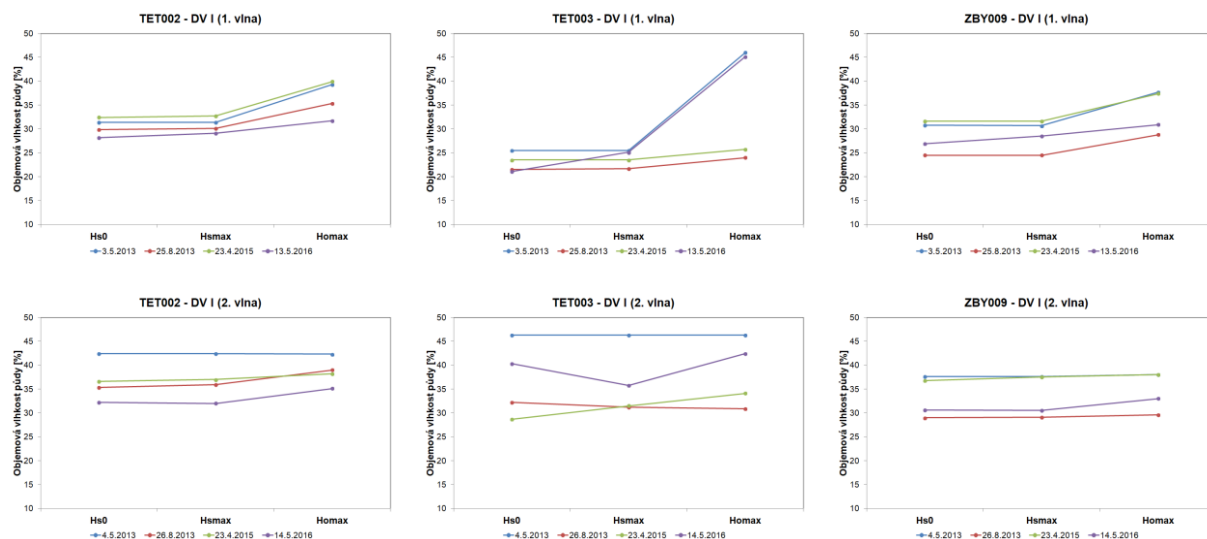 TET002 - DV I (1. vlna)
Objemová vlhkost půdy [%]
50
45
40
35
30
25
20
15
10
Hs0 Hsmax Homax
3.5.2013 25.8.2013 23.4.2015 13.5.2016
TET003 - DV I (1. vlna)
Objemová vlhkost půdy [%]
50
45
40
35
30
25
20
15
10
Hs0 Hsmax Homax
3.5.2013 25.8.2013 23.4.2015 13.5.2016
ZBY009 - DV I (1. vlna)
Objemová vlhkost půdy [%]
50
45
40
35
30
25
20
15
10
Hs0 Hsmax Homax
3.5.2013 25.8.2013 23.4.2015 13.5.2016
TET002 - DV I (2. vlna)
Objemová vlhkost půdy [%]
50
45
40
35
30
25
20
15
10
Hs0 Hsmax Homax
4.5.2013 26.8.2013 23.4.2015 14.5.2016
TET003 - DV I (2. vlna)
Objemová vlhkost půdy [%]
50
45
40
35
30
25
20
15
10
Hs0 Hsmax Homax
4.5.2013 26.8.2013 23.4.2015 14.5.2016
ZBY009 - DV I (2. vlna)
Objemová vlhkost půdy [%]
50
45
40
35
30
25
20
15
10
Hs0 Hsmax Homax
4.5.2013 26.8.2013 23.4.2015 14.5.2016